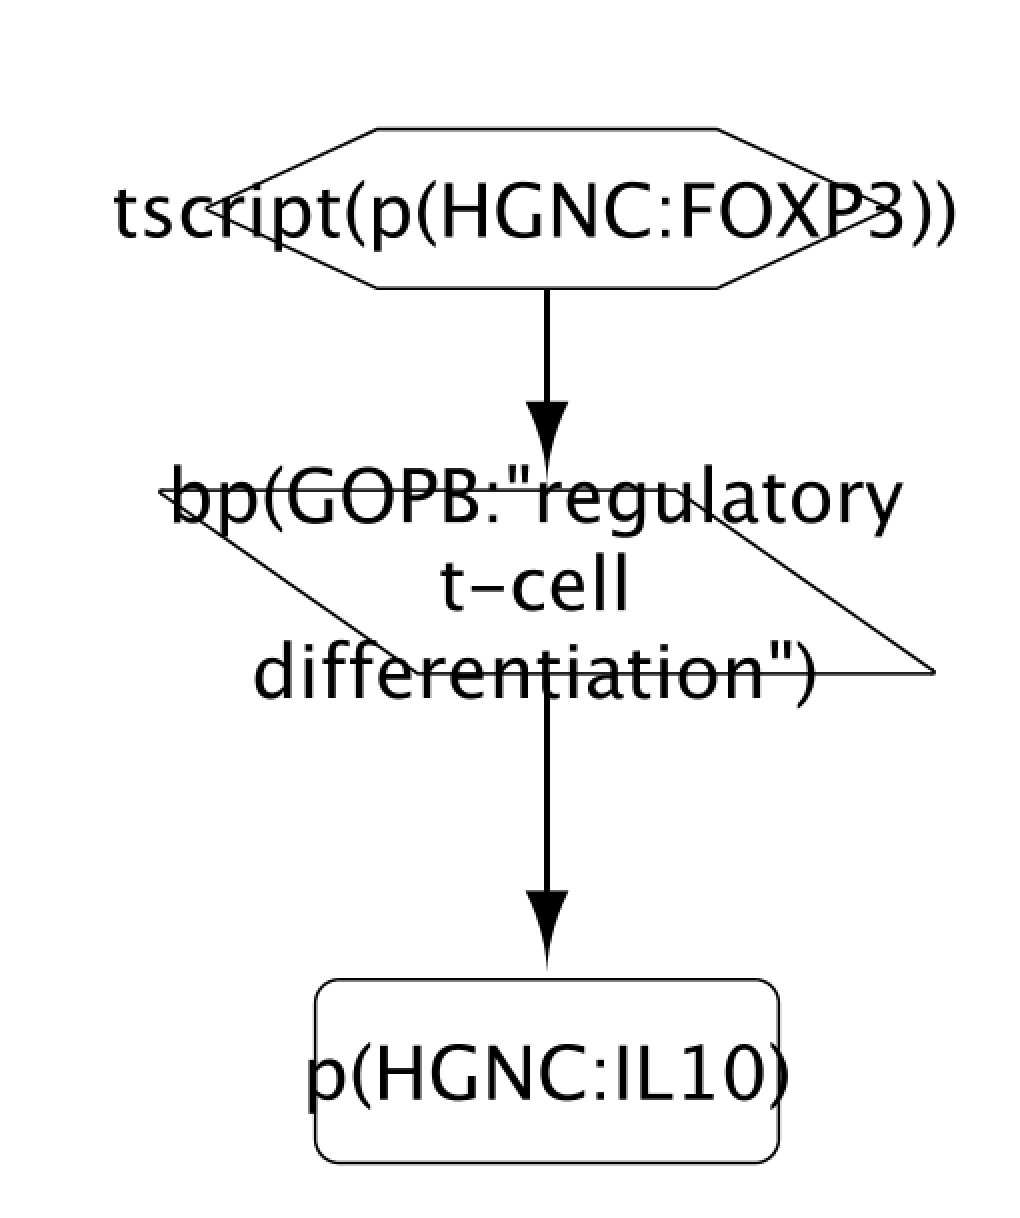 tscript(p(HGNC:FOXP3))
bp(GOPB:"regulatory
t-cell
differentiation")
p(HGNC:IL10)